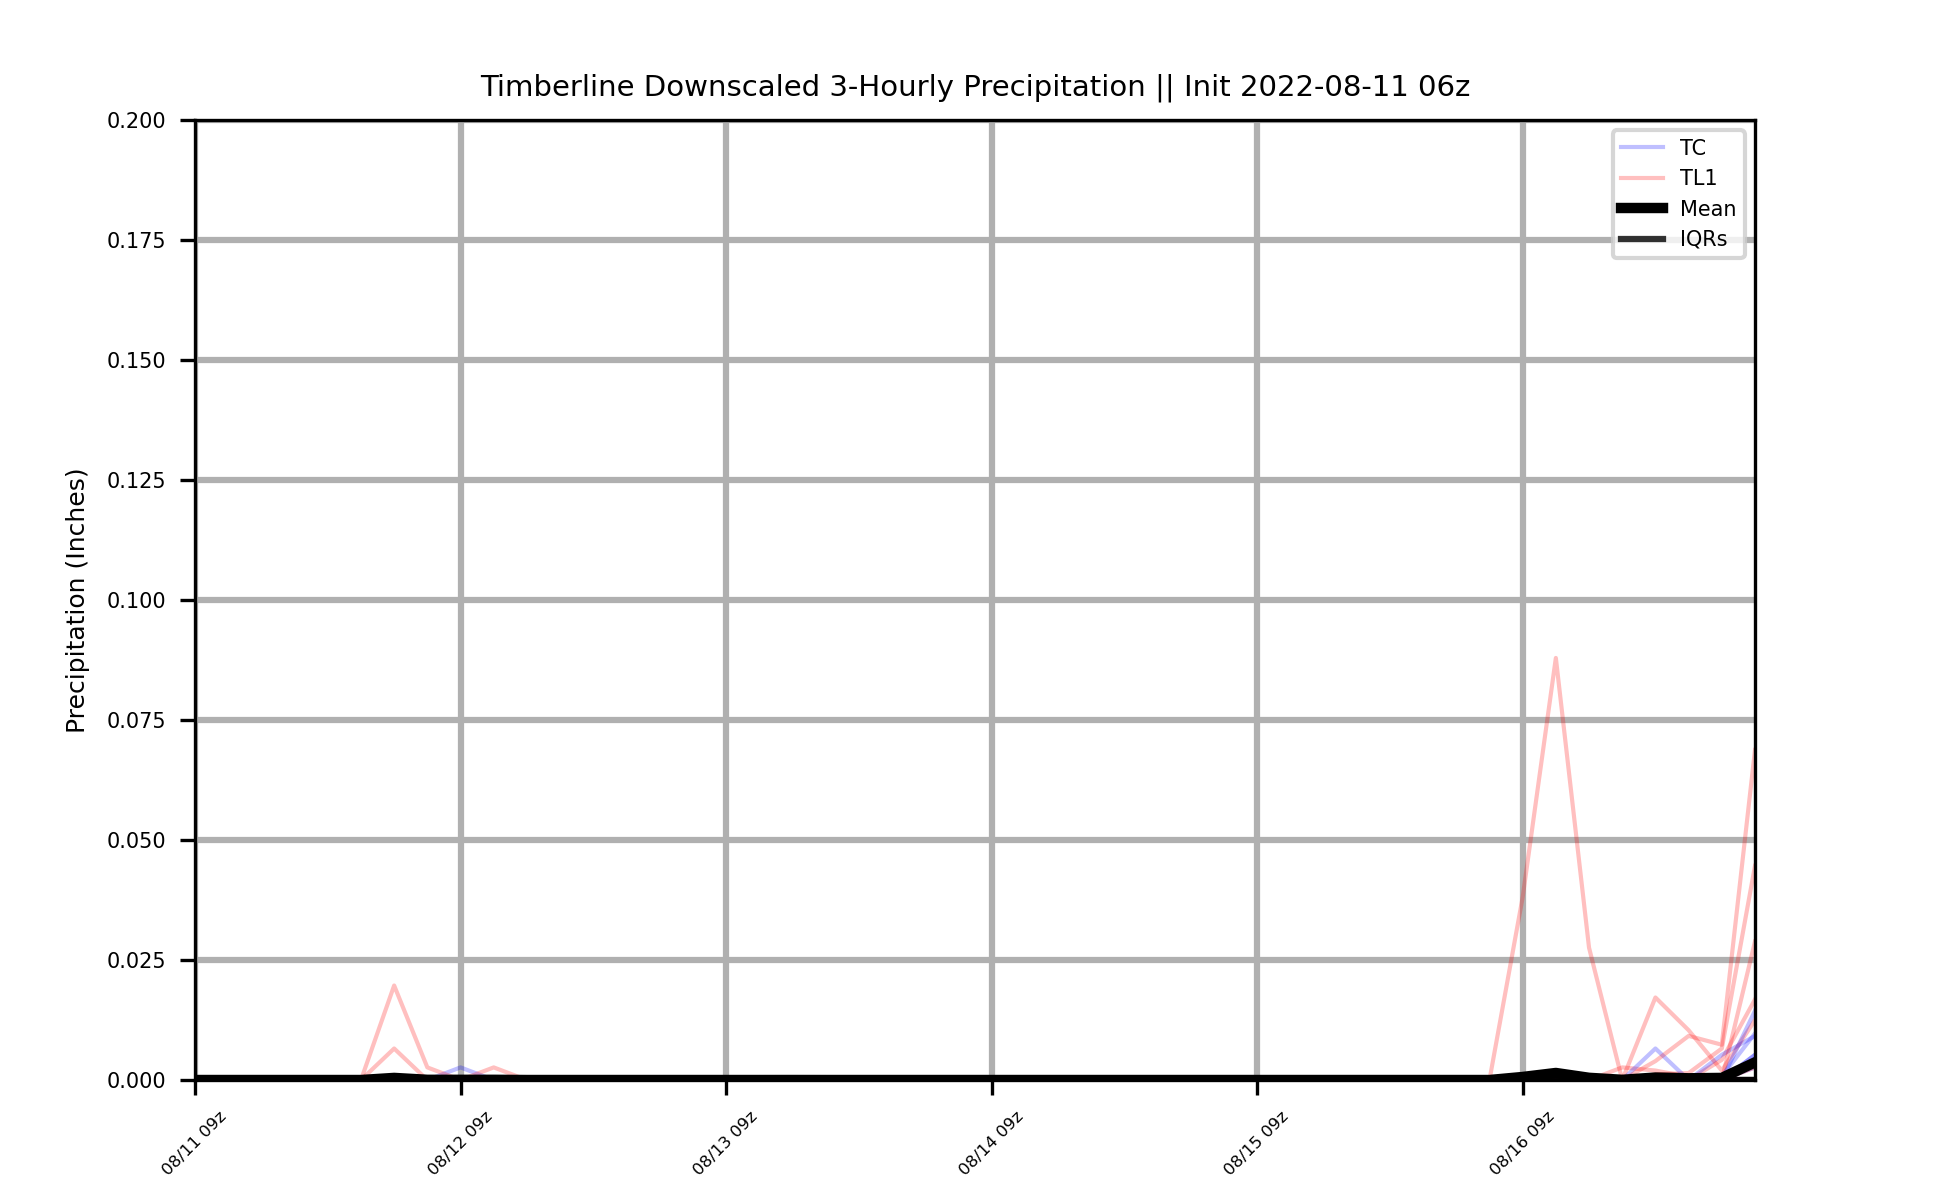 Timberline Downscaled 3-Hourly Precipitation || Init 2022-08-11 06z
TC
TL1
Mean
IQRs
Precipitation (Inches)
0.200
0.175
0.150
0.125
0.100
0.075
0.050
0.025
0.000
08/11 09z
08/12 09z
08/13 09z
08/14 09z
08/15 09z
08/16 09z